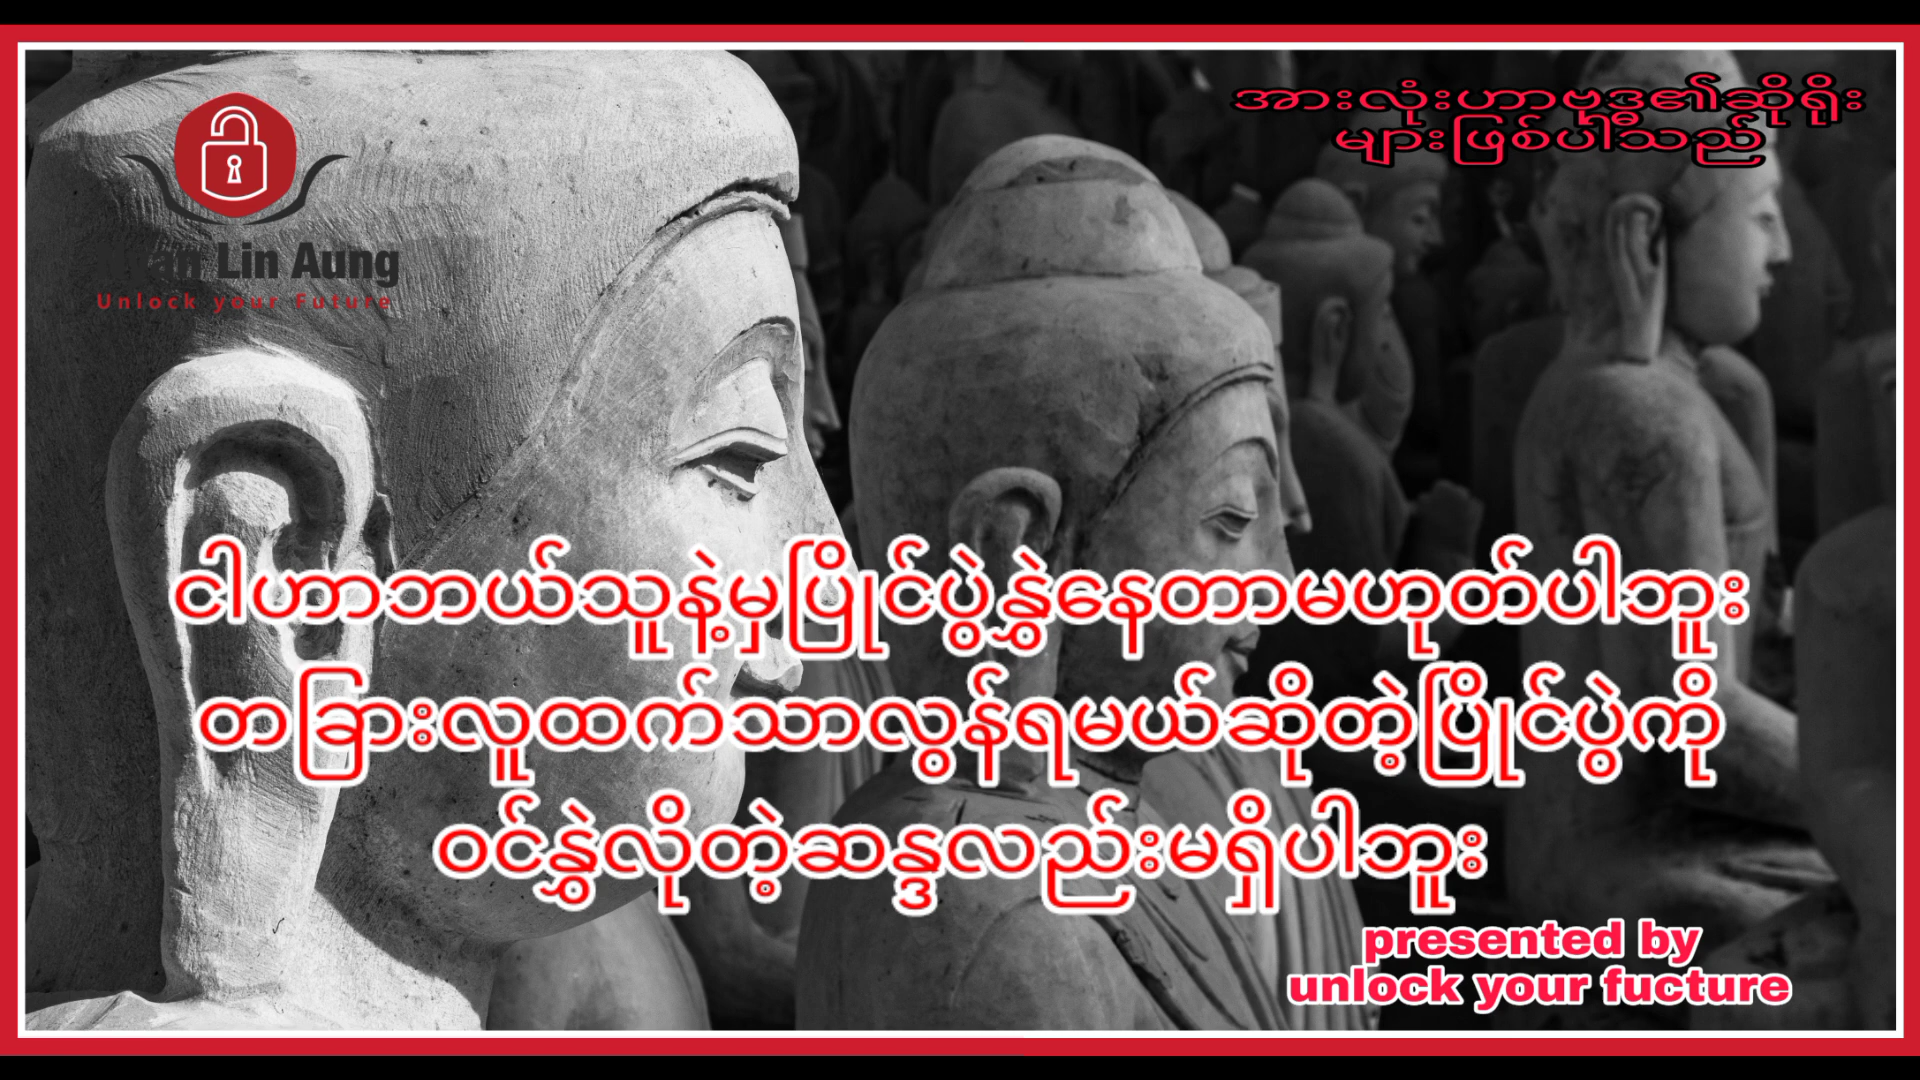 Lin Aung
Unlock your Future
အားလုံးဟာဗုဒ္ဓ၏ဆိုရိုး
များဖြစ်ပါသည်
ငါဟာဘယ်သူနဲ့မှပြိုင်ပွဲနွှဲနေတာမဟုတ်ပါဘူး
တခြားလူထက်သာလွန်ရမယ်ဆိုတဲ့ပြိုင်ပွဲကို
ဝင်နွှဲလိုတဲ့ဆန္ဒလည်းမရှိပါဘူး
presented by
unlock your fucture